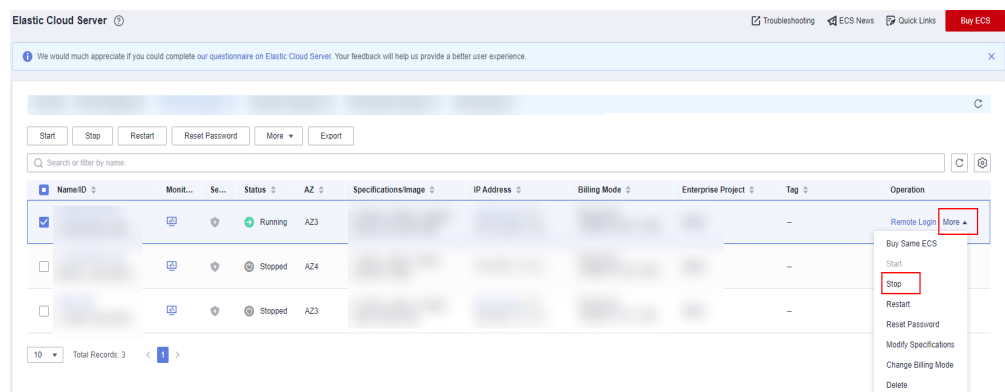 Elastic Cloud Server ? Troubleshooting ECS News Quick Links Buy ECS
We would much appreciate if you could complete our questionnaire on Elastic Cloud Server. Your feedback will help us provide a better user experience.
Start Stop Restart Reset Password More Export
Search or filter by name.
Name/ID Monit... Se... Status AZ Specifications/Image IP Address Billing Mode Enterprise Project Tag Operation
Running AZ3 -- Remote Login More
Buy Same ECS
Start
Stopped AZ4 --
Stop
Restart
Stopped AZ3 --
Reset Password
Modify Specifications
10 Total Records: 3 < 1 >
Change Billing Mode
Delete